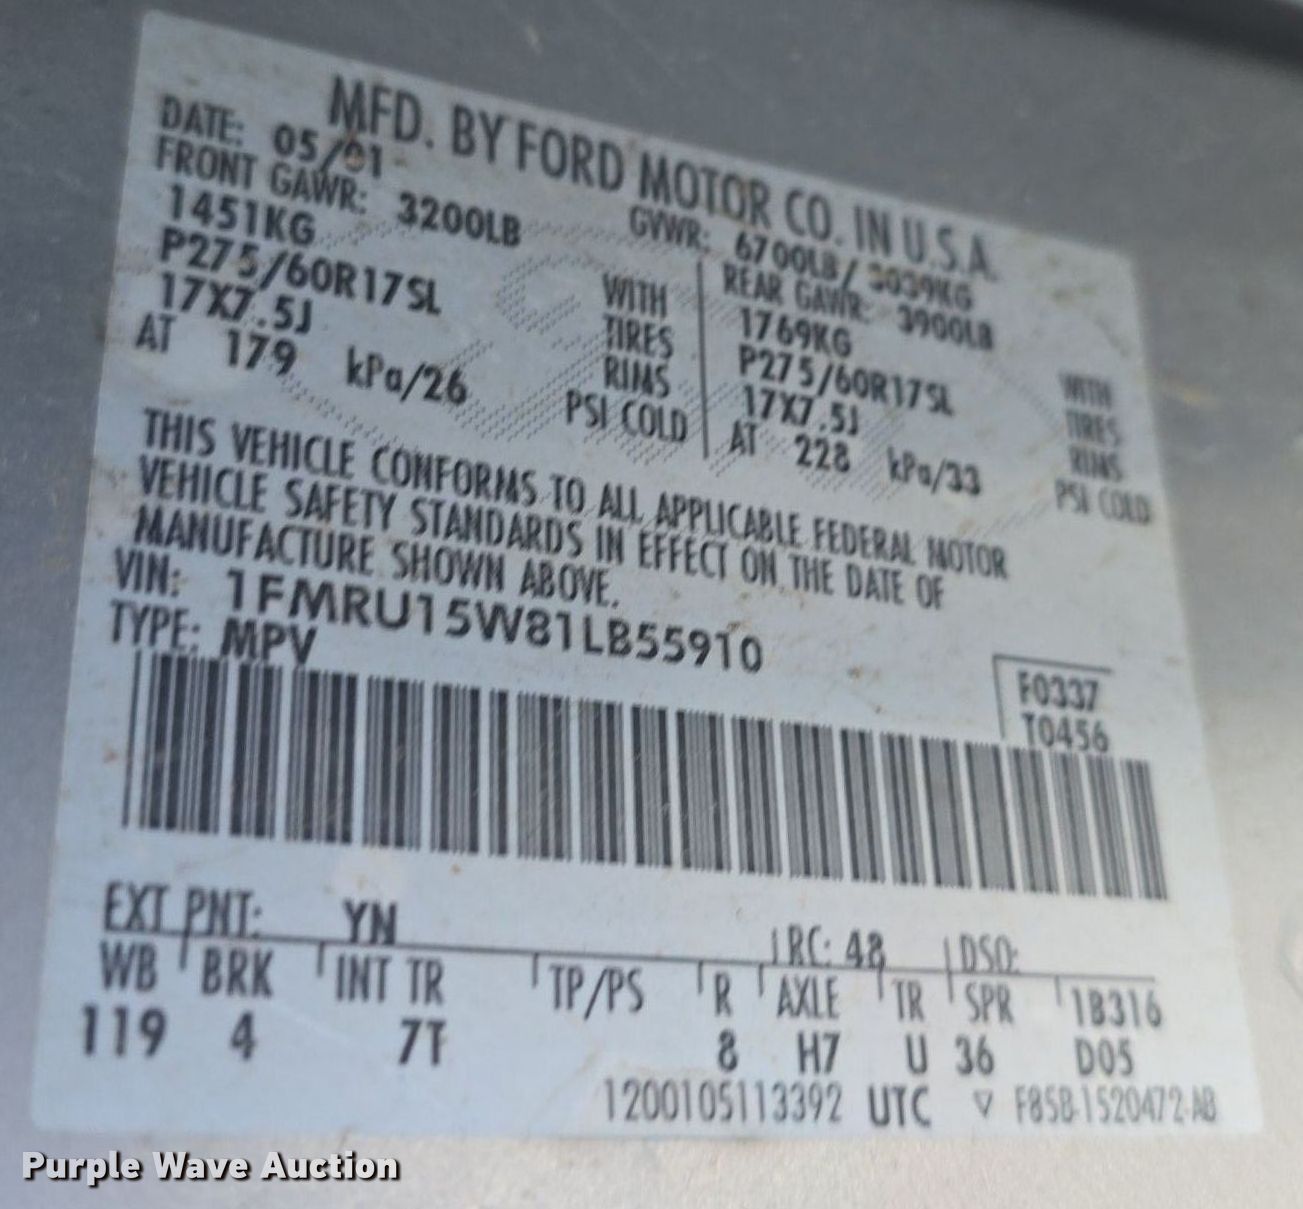 MFD. BY FORD MOTOR CO. IN U.S.A.
DATE: 05/01 GVWR: 6700LB/ 3039KG
FRONT GAWR: 3200LB REAR GAWR: 3900LB
1451KG WITH 1769KG WITH
P275/60R17SL TIRES P275/60R17SL TIRES
17X7.5J RIMS 17X7.5J RIMS
AT 179 kPa/26 PSI COLD AT 228 kPa/33 PSI COLD
THIS VEHICLE CONFORMS TO ALL APPLICABLE FEDERAL MOTOR
VEHICLE SAFETY STANDARDS IN EFFECT ON THE DATE OF
MANUFACTURE SHOWN ABOVE.
VIN: 1FMRU15W81LB55910
TYPE: MPV
F0337
T0456
EXT PNT: YN RC: 48 DSO:
WB BRK INT TR TP/PS R AXLE TR SPR 1B316
119 4 7T 8 H7 U 36 D05
1200105113392 UTC ▽ F85B-1520472-AB
Purple Wave Auction